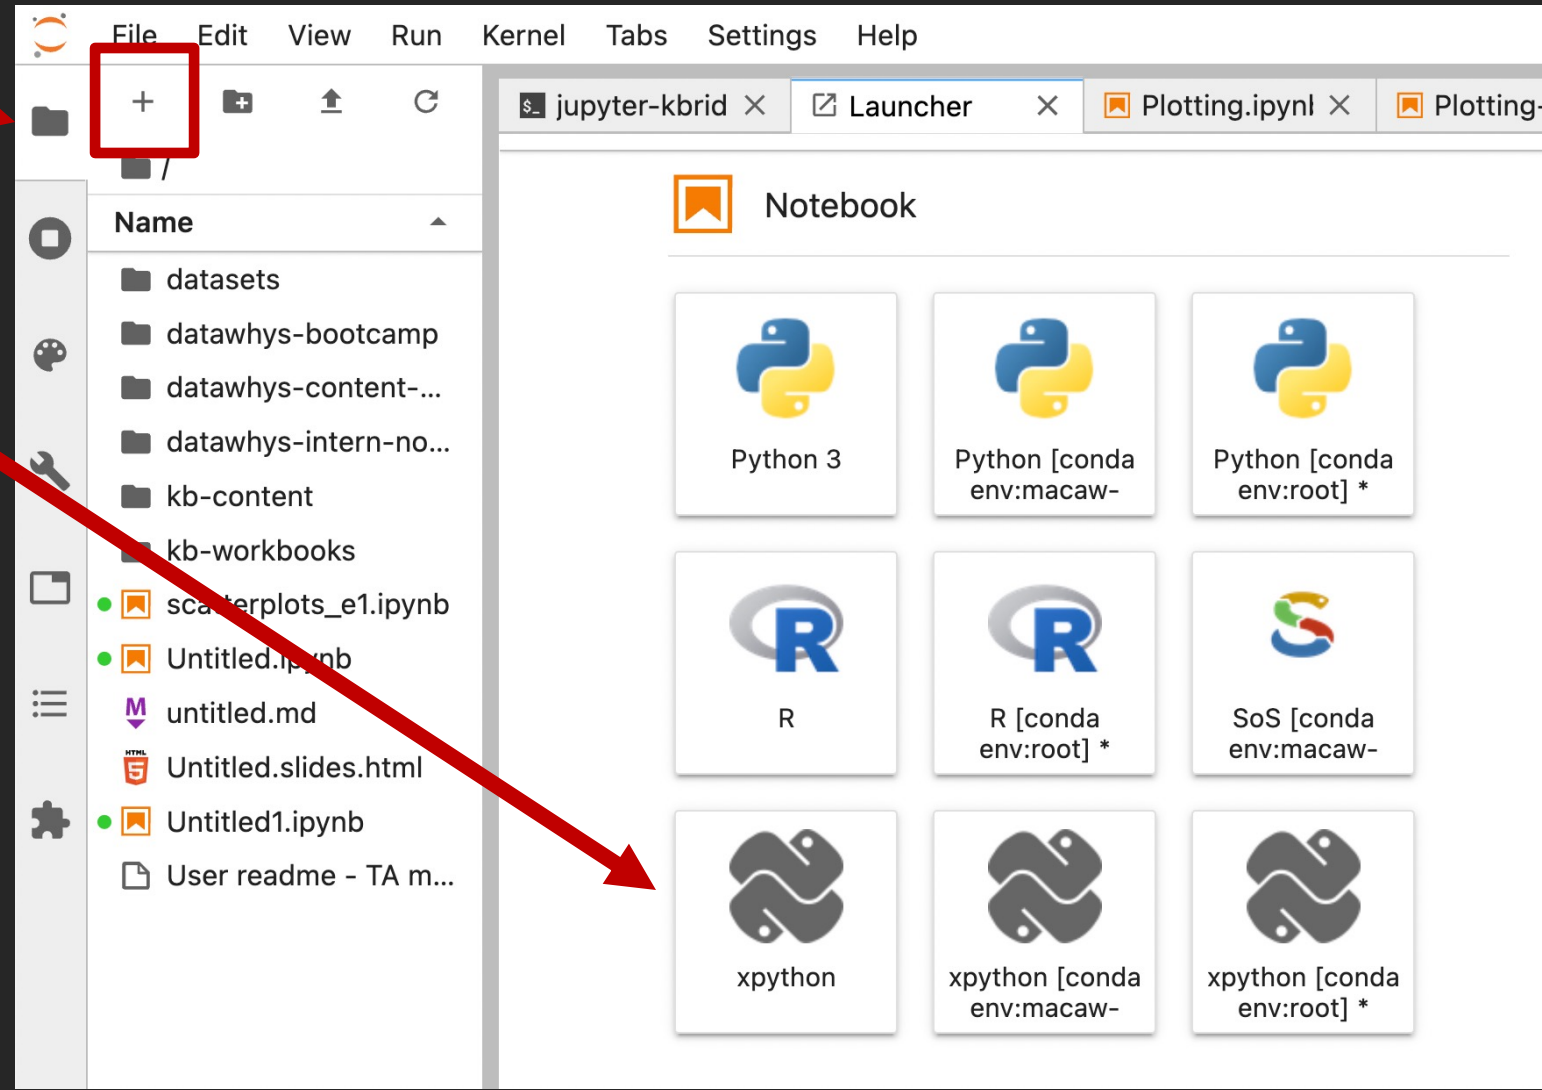 File Edit View Run Kernel Tabs Settings Help
+
$_ jupyter-kbrid
Launcher
Plotting.ipynb
Plotting-
/
Name
datasets
datawhys-bootcamp
datawhys-content-...
datawhys-intern-no...
kb-content
kb-workbooks
scatterplots_e1.ipynb
Untitled.ipynb
M untitled.md
HTML 5 Untitled.slides.html
Untitled1.ipynb
User readme - TA m...
Notebook
Python 3
Python [conda
env:macaw-
Python [conda
env:root] *
R
R [conda
env:root] *
SoS [conda
env:macaw-
xpython
xpython [conda
env:macaw-
xpython [conda
env:root] *